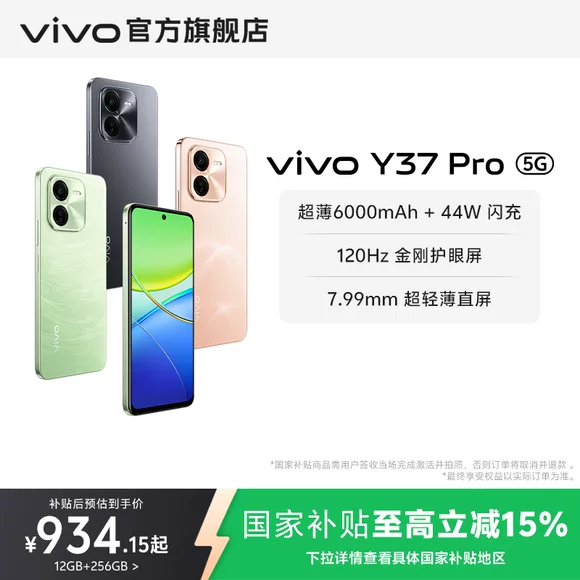 vivo 官方旗舰店
vivo Y37 Pro 5G
超薄6000mAh + 44W 闪充
120Hz 金刚护眼屏
7.99mm 超轻薄直屏
vivo
vivo
vivo
*国家补贴商品需用户签收当场完成激活并拍照，否则订单将取消并退款。
*最终享受权益以实际订单为准。
补贴后预估到手价
¥934.15起
12GB+256GB >
国家补贴至高立减15%
下拉详情查看具体国家补贴地区